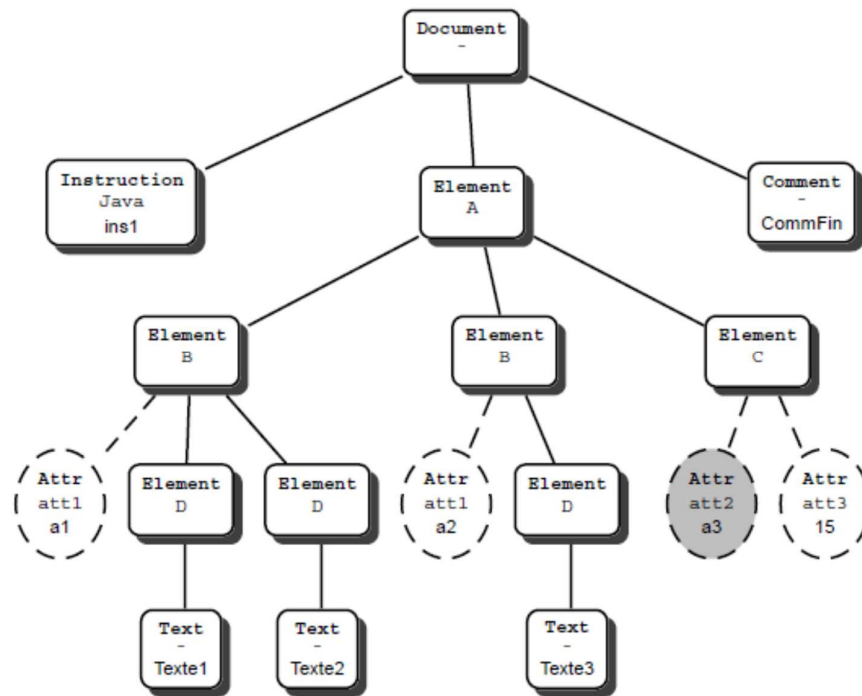 Document
-
Instruction
Java
ins1
Element
A
Comment
-
CommFin
Element
B
Element
B
Element
C
Attr
att1
a1
Element
D
Element
D
Attr
att1
a2
Element
D
Attr
att2
a3
Attr
att3
15
Text
-
Texte1
Text
-
Texte2
Text
-
Texte3